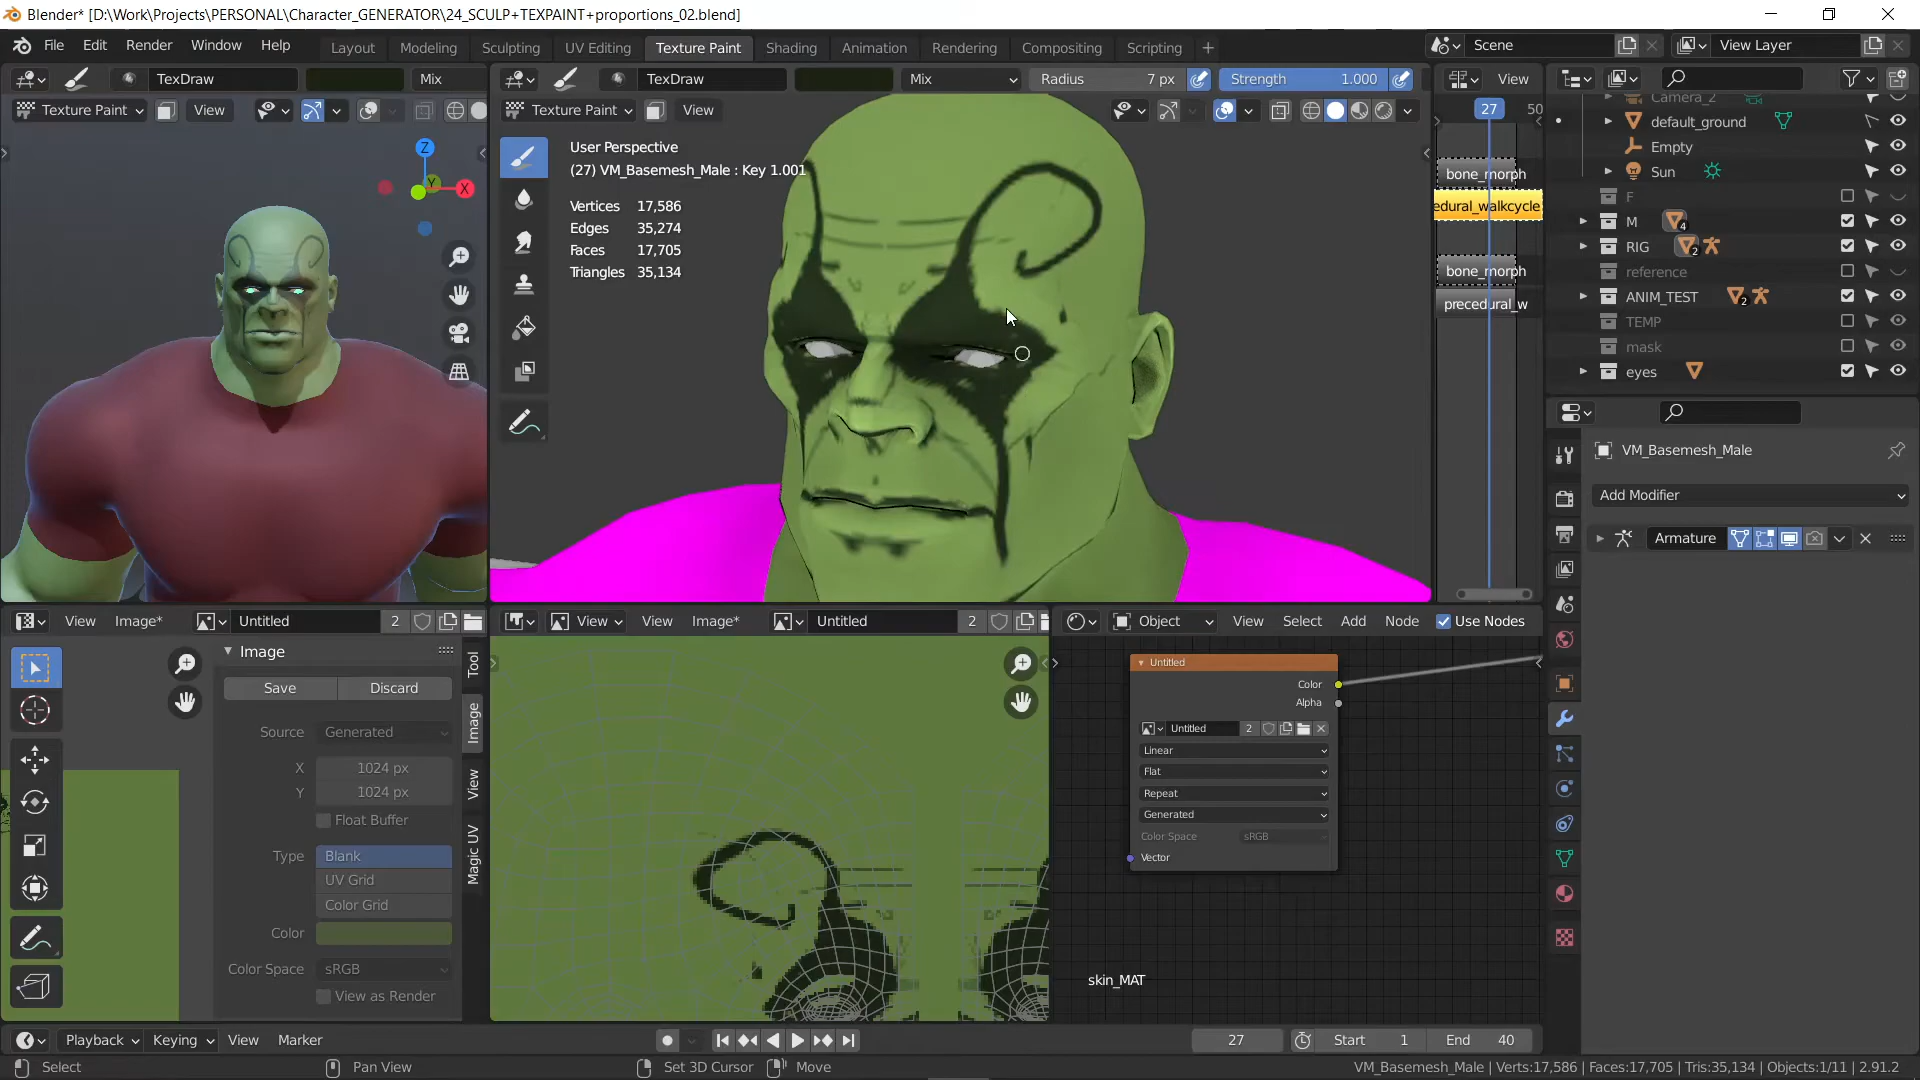 Blender* [D:\Work\Projects\PERSONAL\Character_GENERATOR\24_SCULP+TEXPAINT+proportions_02.blend]
File Edit Render Window Help Layout Modeling Sculpting UV Editing Texture Paint Shading Animation Rendering Compositing Scripting + Scene View Layer
TexDraw Mix TexDraw Mix Radius 7 px Strength 1.000 View
Texture Paint View Texture Paint View 27 50
Camera_2
default_ground
Empty
Sun
F
M 4
RIG 2
reference
ANIM_TEST 2
TEMP
mask
eyes
Z
Y X
User Perspective
(27) VM_Basemesh_Male : Key 1.001
Vertices 17,586
Edges 35,274
Faces 17,705
Triangles 35,134
bone_morph
edural_walkcycle
bone_morph
precedural_w
VM_Basemesh_Male
Add Modifier
Armature
View Image* Untitled 2 View View Image* Untitled 2 Object View Select Add Node Use Nodes
Image
Save Discard
Source Generated
X 1024 px
Y 1024 px
Float Buffer
Type Blank
UV Grid
Color Grid
Color
Color Space sRGB
View as Render
Tool
Image
View
Magic UV
Untitled
Color
Alpha
Untitled 2
Linear
Flat
Repeat
Generated
Color Space sRGB
Vector
skin_MAT
Playback Keying View Marker 27 Start 1 End 40
Select Pan View Set 3D Cursor Move VM_Basemesh_Male | Verts:17,586 | Faces:17,705 | Tris:35,134 | Objects:1/11 | 2.91.2